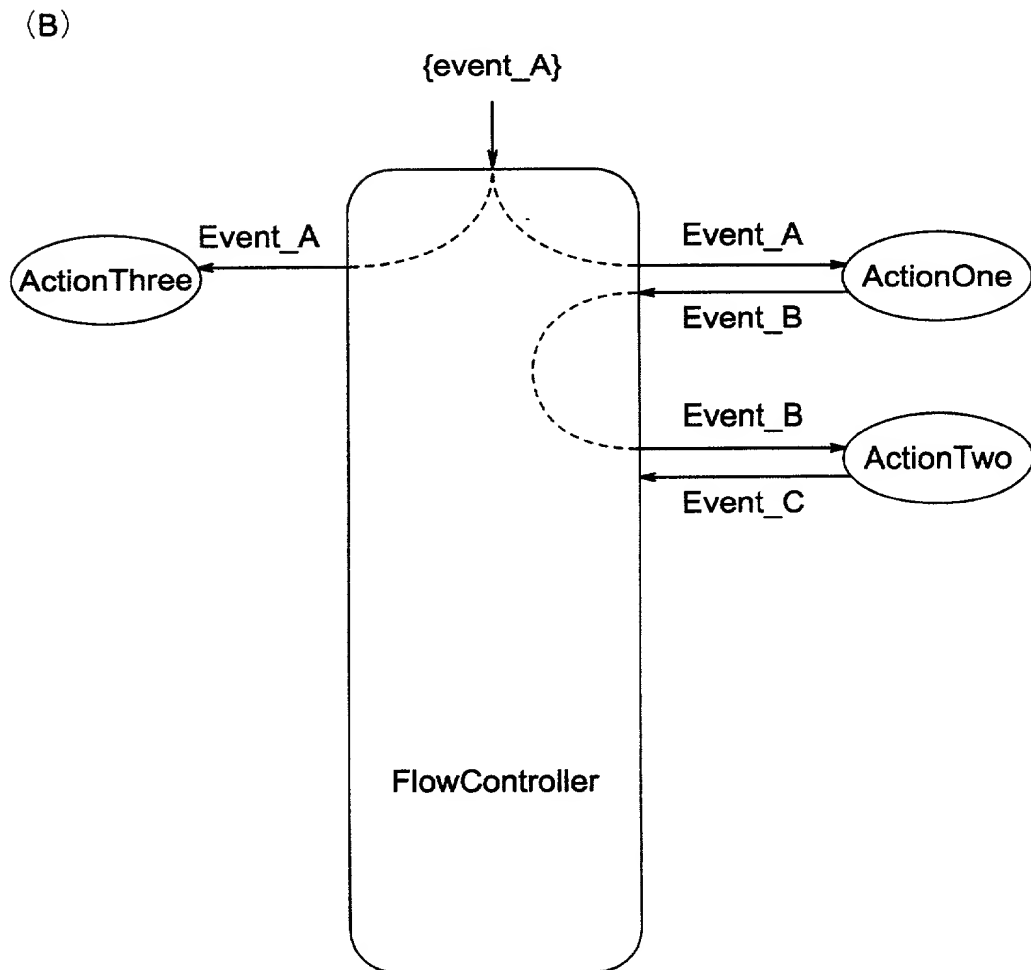 (B)
{event_A}
Event_A
Event_A
ActionThree
ActionOne
Event_B
Event_B
ActionTwo
Event_C
FlowController